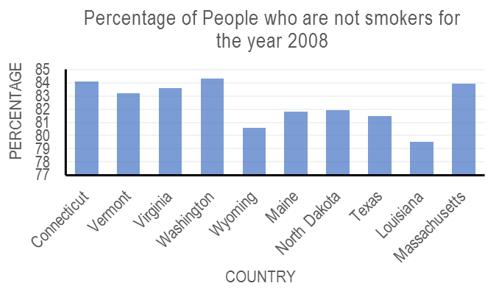 Percentage of People who are not smokers for
the year 2008
PERCENTAGE
85
84
83
82
81
80
79
78
77
Connecticut
Vermont
Virginia
Washington
Wyoming
Maine
North Dakota
Texas
Louisiana
Massachusetts
COUNTRY